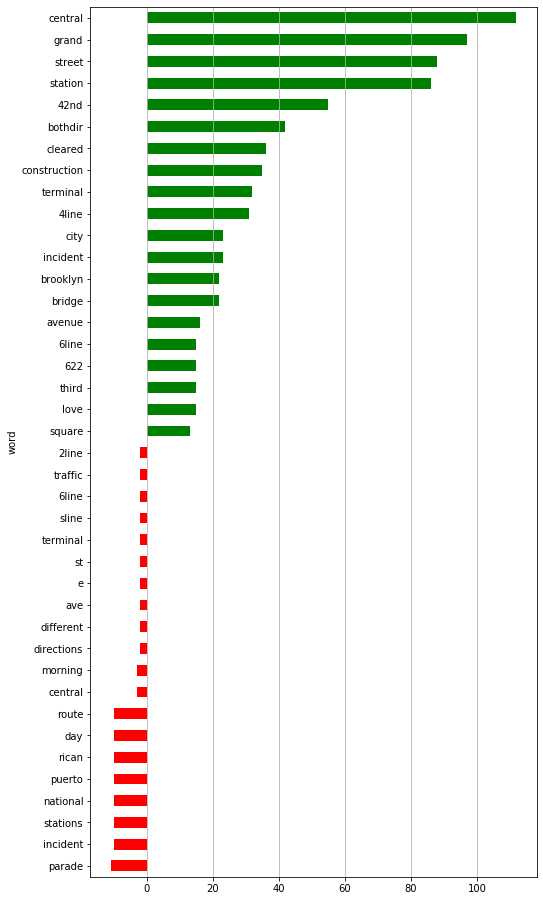 central
grand
street
station
42nd
bothdir
cleared
construction
terminal
4line
city
incident
brooklyn
bridge
avenue
6line
622
third
love
square
2line
traffic
6line
sline
terminal
st
e
ave
different
directions
morning
central
route
day
rican
puerto
national
stations
incident
parade
word
0 20 40 60 80 100